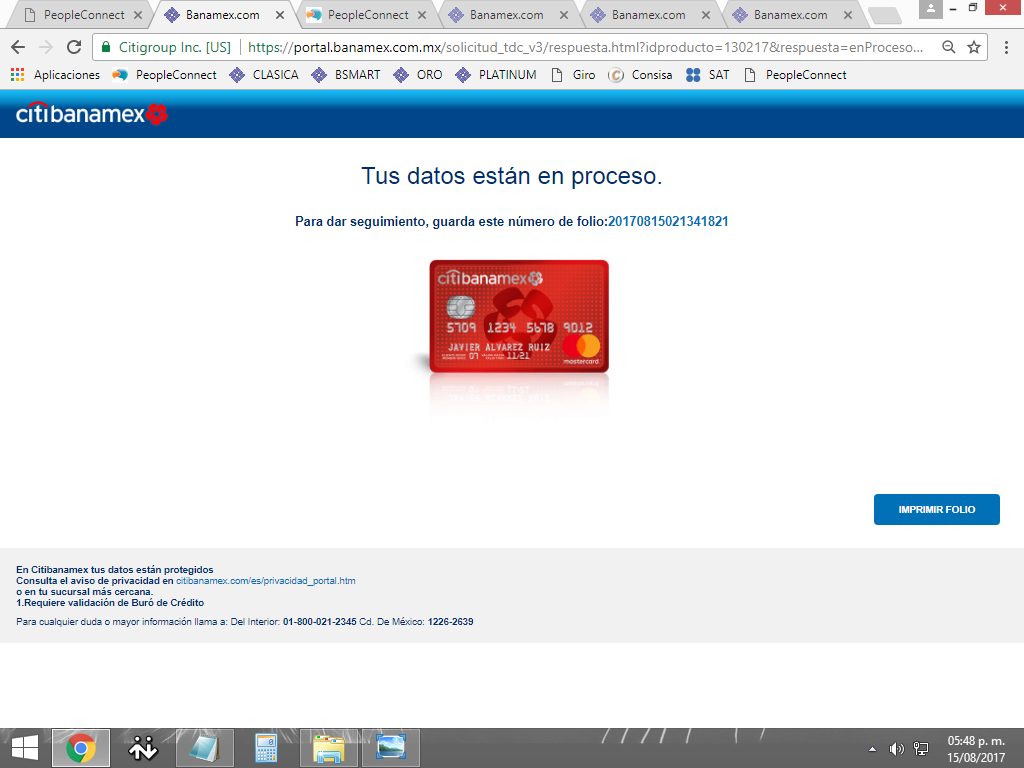 PeopleConnect
Banamex.com
PeopleConnect
Banamex.com
Banamex.com
Banamex.com
Citigroup Inc. [US] https://portal.banamex.com.mx/solicitud_tdc_v3/respuesta.html?idproducto=130217&respuesta=enProceso...
Aplicaciones PeopleConnect CLASICA BSMART ORO PLATINUM Giro Consisa SAT PeopleConnect
citibanamex
Tus datos están en proceso.
Para dar seguimiento, guarda este número de folio:20170815021341821
citibanamex
5709 1234 5678 9012
07 11/21
JAVIER ALVAREZ RUIZ
mastercard
IMPRIMIR FOLIO
En Citibanamex tus datos están protegidos
Consulta el aviso de privacidad en citibanamex.com/es/privacidad_portal.htm
o en tu sucursal más cercana.
1.Requiere validación de Buró de Crédito
Para cualquier duda o mayor información llama a: Del Interior: 01-800-021-2345 Cd. De México: 1226-2639
05:48 p. m.
15/08/2017